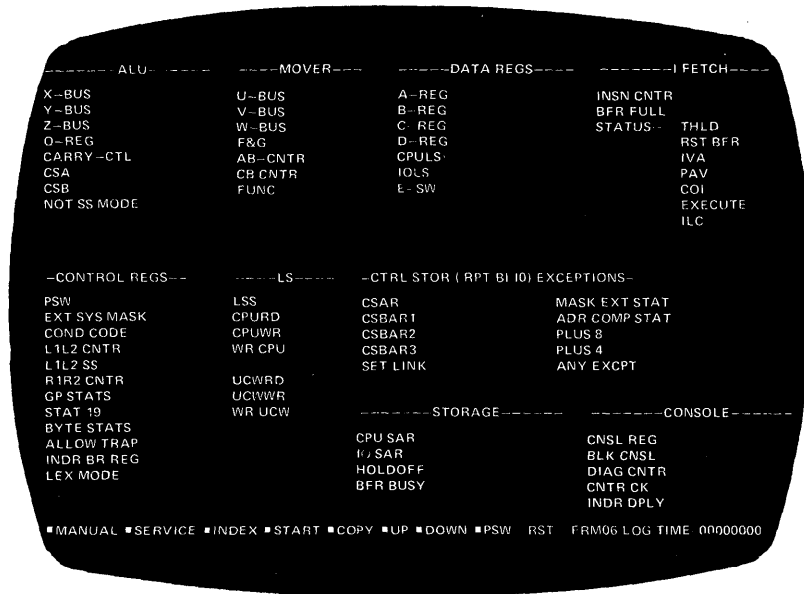 ALU MOVER DATA REGS I FETCH
X-BUS U-BUS A-REG INSN CNTR
Y-BUS V-BUS B-REG BFR FULL
Z-BUS W-BUS C-REG STATUS- THLD
O-REG F&G D-REG RST BFR
CARRY-CTL AB-CNTR CPULS IVA
CSA CB CNTR IOLS PAV
CSB FUNC E-SW COI
NOT SS MODE EXECUTE
ILC
-CONTROL REGS-- -----LS----- -CTRL STOR (RPT BI 10) EXCEPTIONS-
PSW LSS CSAR MASK EXT STAT
EXT SYS MASK CPURD CSBAR1 ADR COMP STAT
COND CODE CPUWR CSBAR2 PLUS 8
L1L2 CNTR WR CPU CSBAR3 PLUS 4
L1L2 SS SET LINK ANY EXCPT
R1R2 CNTR UCWRD
GP STATS UCWWR
STAT 19 WR UCW ------STORAGE------ ------CONSOLE------
BYTE STATS CPU SAR CNSL REG
ALLOW TRAP IO SAR BLK CNSL
INDR BR REG HOLDOFF DIAG CNTR
LEX MODE BFR BUSY CNTR CK
INDR DPLY
■MANUAL ■SERVICE ■INDEX ■START ■COPY ■UP ■DOWN ■PSW RST FRM06 LOG TIME 00000000